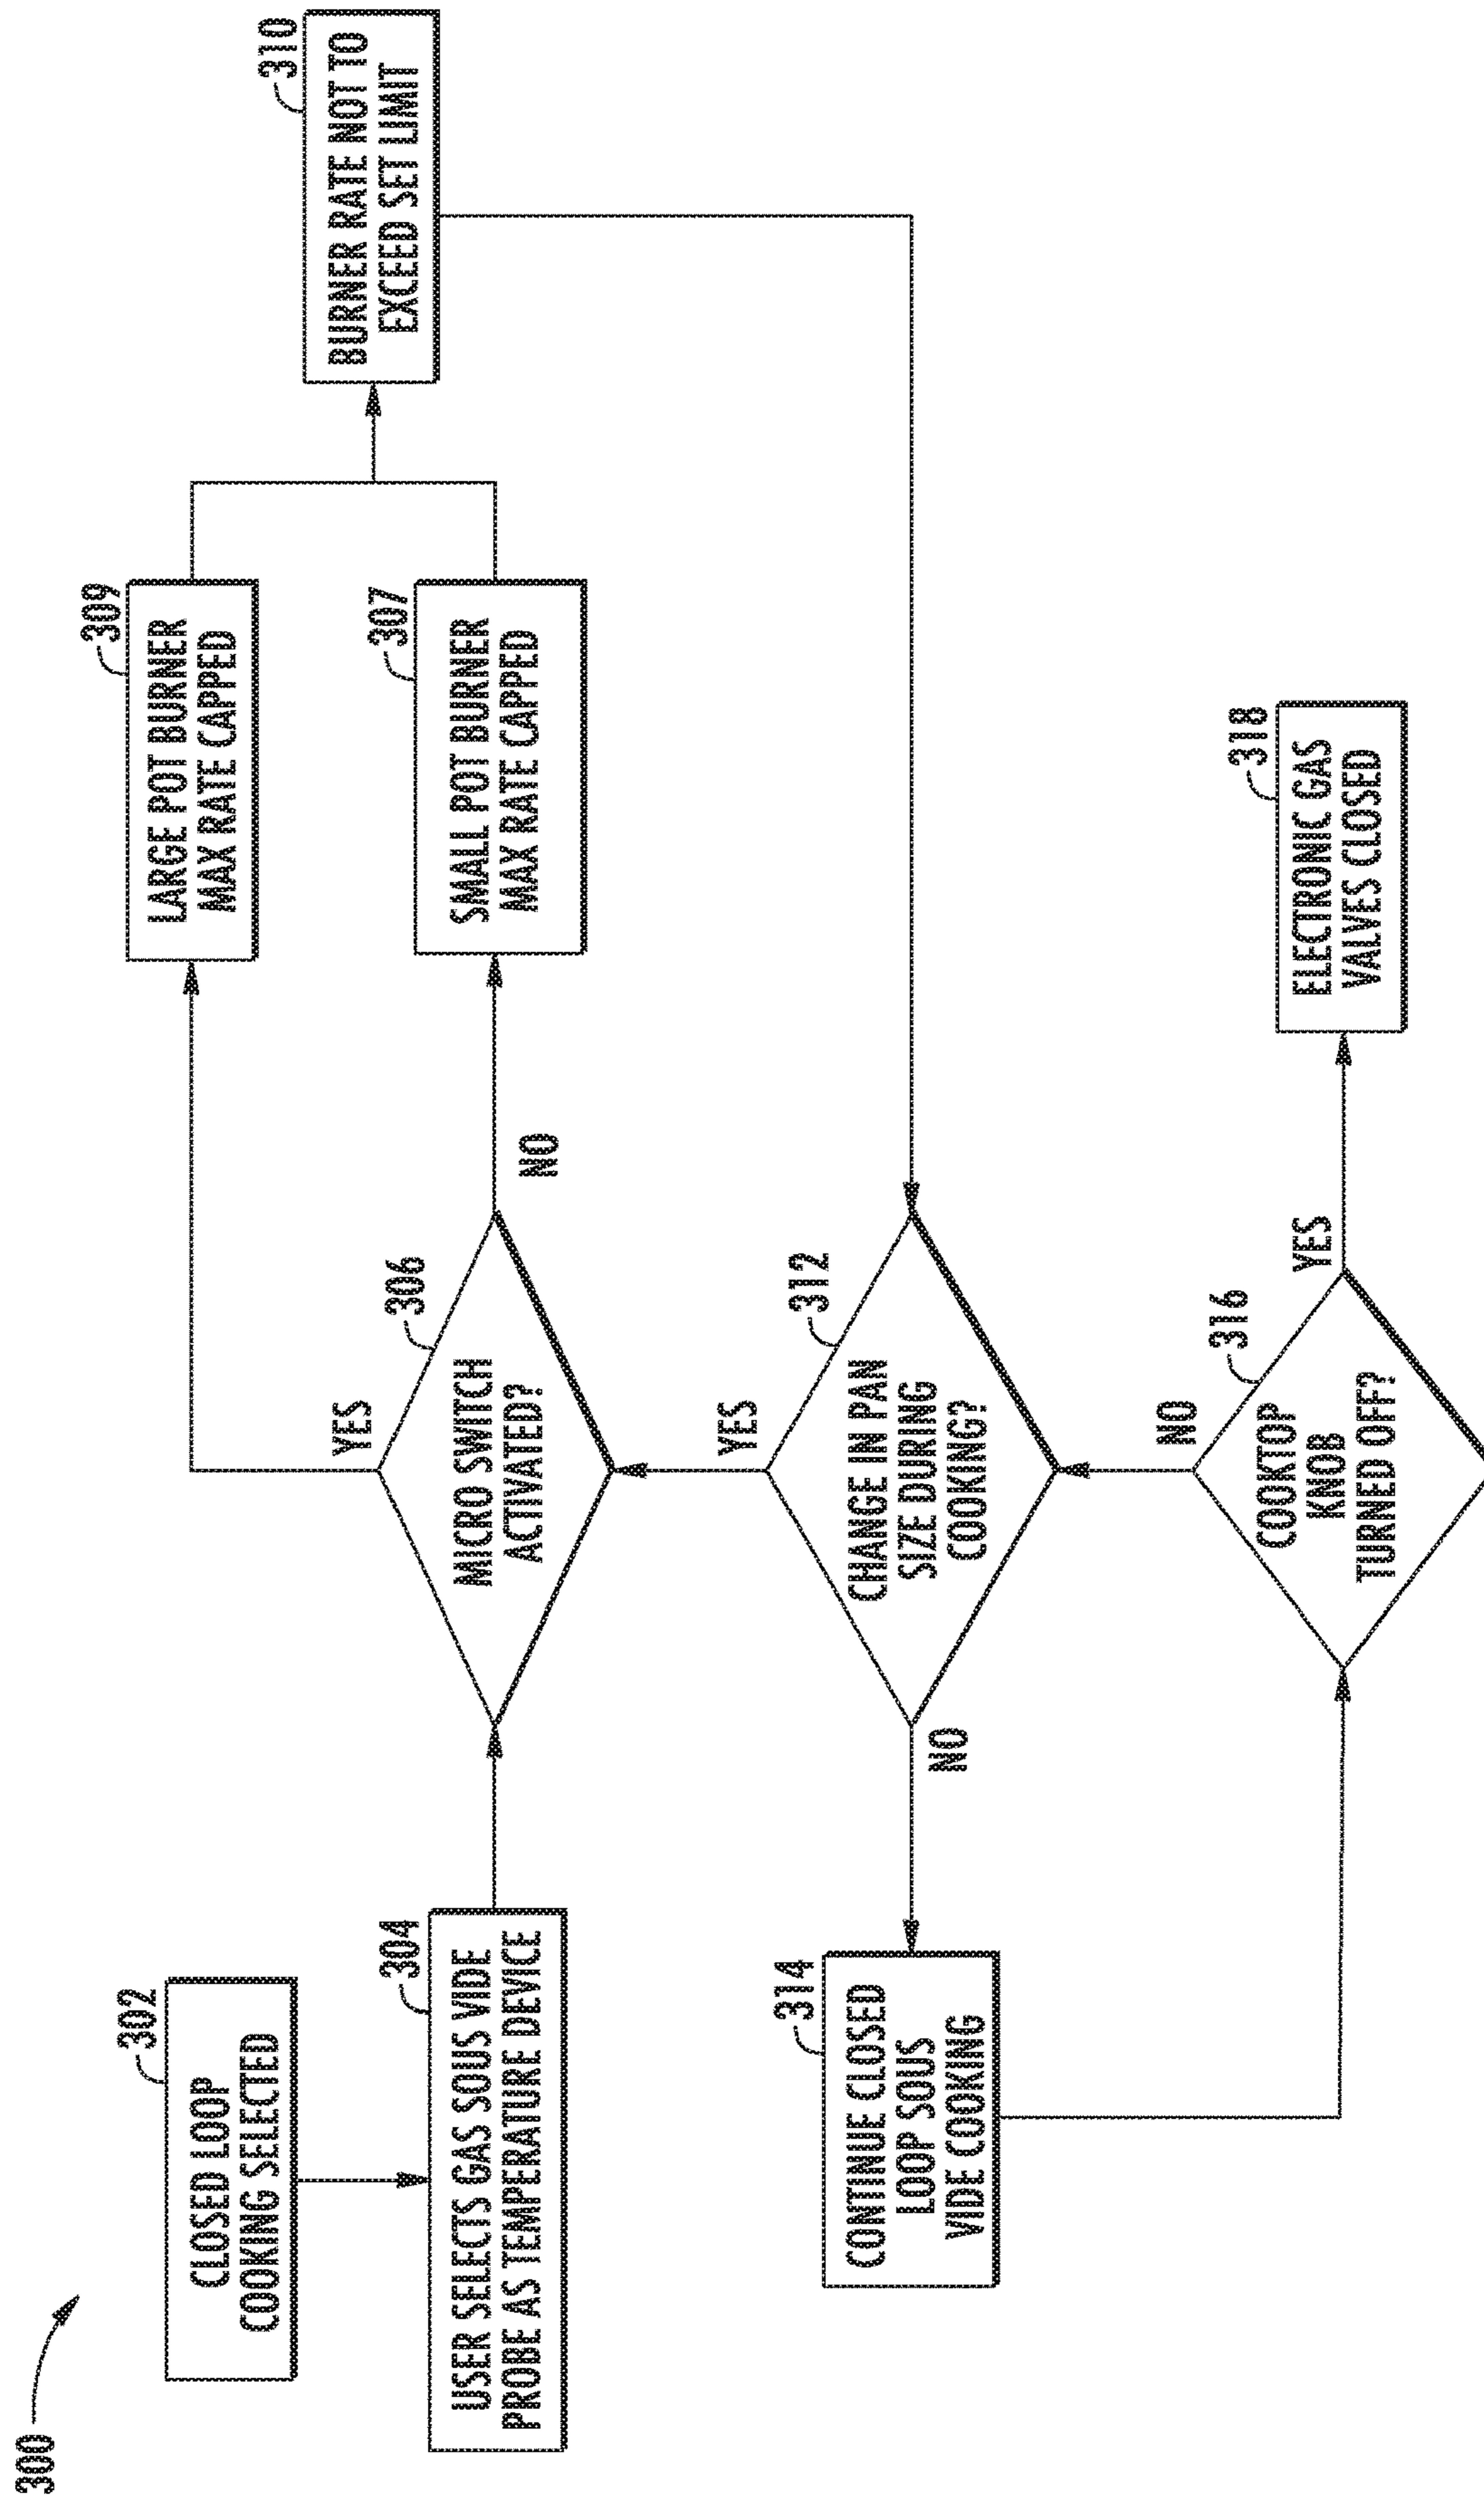 300
302
CLOSED LOOP
COOKING SELECTED
304
USER SELECTS GAS SOUS VIDE
PROBE AS TEMPERATURE DEVICE
306
MICRO SWITCH
ACTIVATED?
YES
NO
309
LARGE POT BURNER
MAX RATE CAPPED
307
SMALL POT BURNER
MAX RATE CAPPED
310
BURNER RATE NOT TO
EXCEED SET LIMIT
312
CHANGE IN PAN
SIZE DURING
COOKING?
YES
NO
314
CONTINUE CLOSED
LOOP SOUS
VIDE COOKING
316
COOKTOP
KNOB
TURNED OFF?
NO
YES
318
ELECTRONIC GAS
VALVES CLOSED